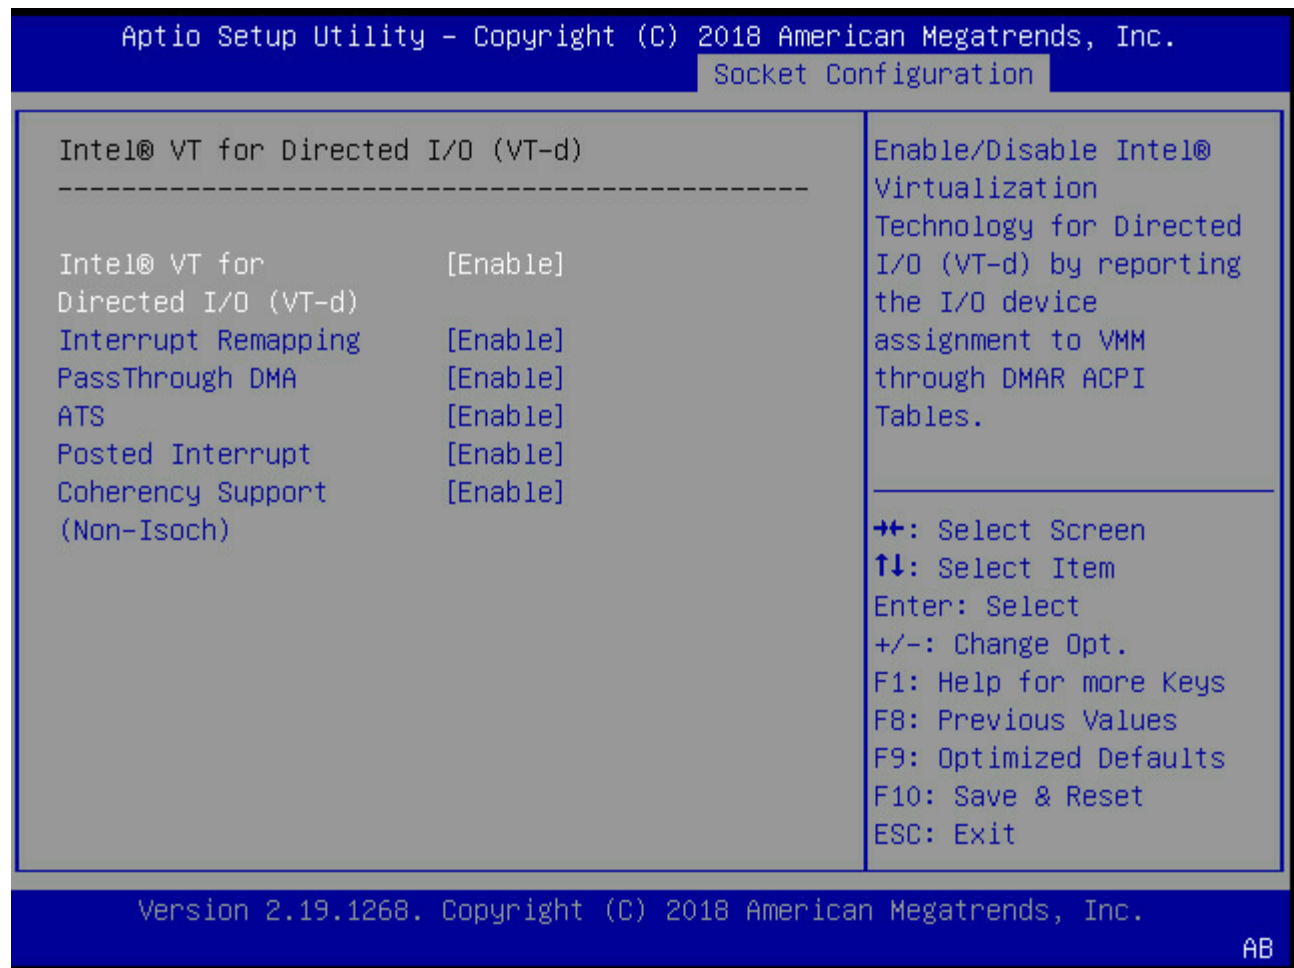 Aptio Setup Utility – Copyright (C) 2018 American Megatrends, Inc.
Socket Configuration
Intel® VT for Directed I/O (VT-d)
-----------------------------------------------
Intel® VT for [Enable]
Directed I/O (VT-d)
Interrupt Remapping [Enable]
PassThrough DMA [Enable]
ATS [Enable]
Posted Interrupt [Enable]
Coherency Support [Enable]
(Non-Isoch)
Enable/Disable Intel®
Virtualization
Technology for Directed
I/O (VT-d) by reporting
the I/O device
assignment to VMM
through DMAR ACPI
Tables.
→←: Select Screen
↑↓: Select Item
Enter: Select
+/-: Change Opt.
F1: Help for more Keys
F8: Previous Values
F9: Optimized Defaults
F10: Save & Reset
ESC: Exit
Version 2.19.1268. Copyright (C) 2018 American Megatrends, Inc.
AB